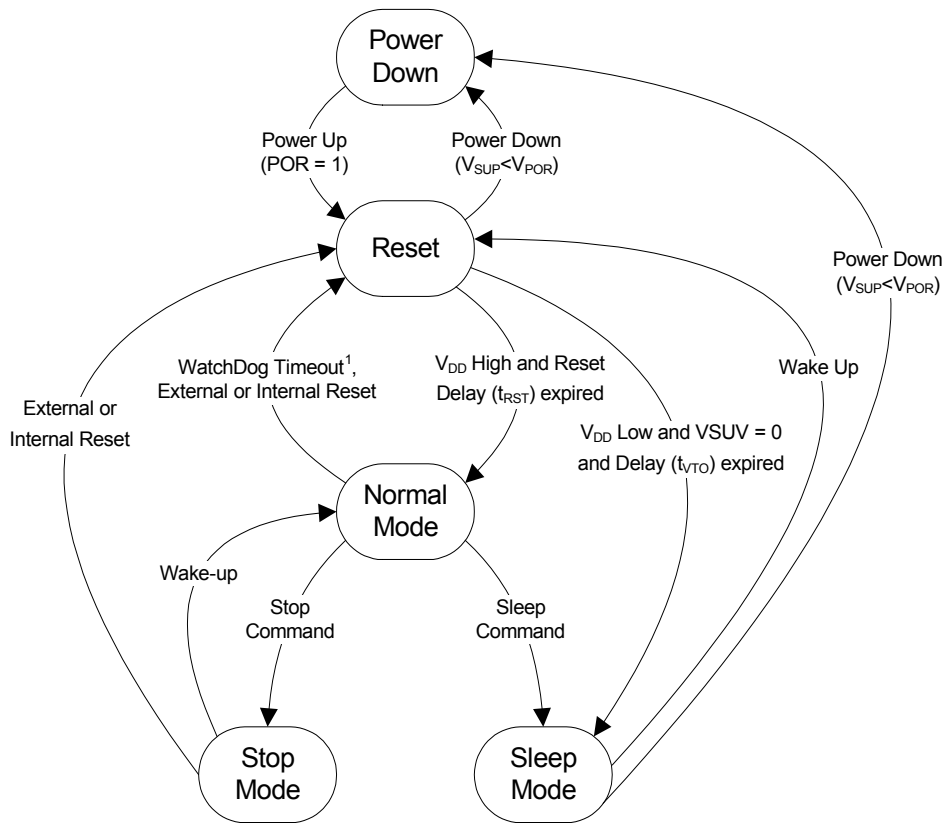 Power
Down
Power Up
(POR = 1)
Power Down
(VSUP<VPOR)
Reset
Power Down
(VSUP<VPOR)
WatchDog Timeout1,
External or Internal Reset
VDD High and Reset
Delay (tRST) expired
Wake Up
External or
Internal Reset
VDD Low and VSUV = 0
and Delay (tVTO) expired
Normal
Mode
Wake-up
Stop
Command
Sleep
Command
Stop
Mode
Sleep
Mode